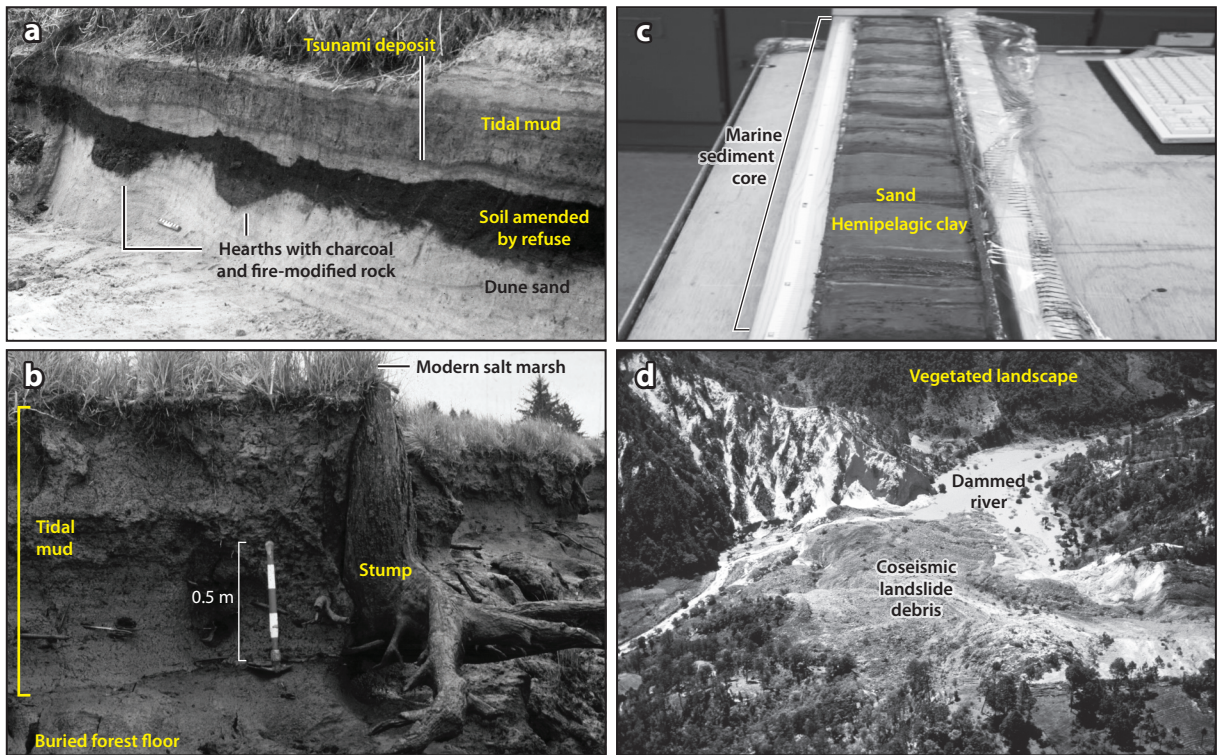 a
Tsunami deposit
Tidal mud
Soil amended
by refuse
Hearths with charcoal
and fire-modified rock
Dune sand
b
Modern salt marsh
Tidal
mud
0.5 m
Stump
Buried forest floor
c
Marine
sediment
core
Sand
Hemipelagic clay
d
Vegetated landscape
Dammed
river
Coseismic
landslide
debris